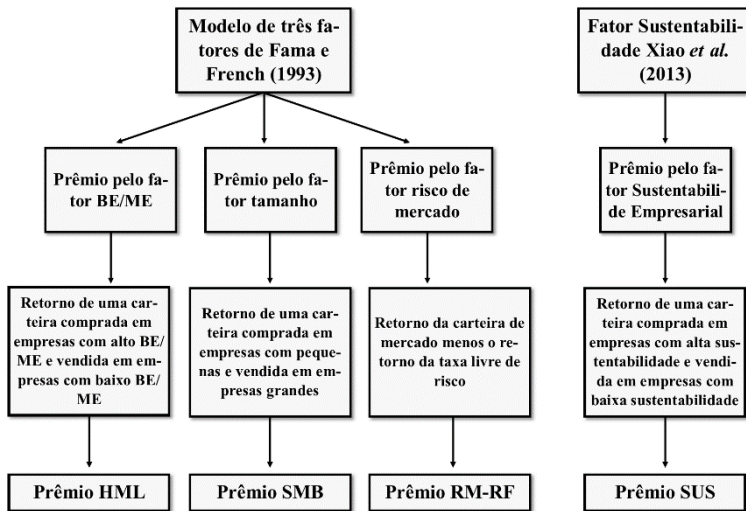 Modelo de três fa-
tores de Fama e
French (1993)
Fator Sustentabili-
dade Xiao et al.
(2013)
Prêmio pelo fa-
tor BE/ME
Prêmio pelo
fator tamanho
Prêmio pelo
fator risco de
mercado
Prêmio pelo fa-
tor Sustentabili-
de Empresarial
Retorno de uma car-
teira comprada em
empresas com alto BE/
ME e vendida em em-
presas com baixo BE/
ME
Retorno de uma car-
teira comprada em
empresas com peque-
nas e vendida em em-
presas grandes
Retorno da carteira de
mercado menos o re-
torno da taxa livre de
risco
Retorno de uma car-
teira comprada em
empresas com alta sus-
tentabilidade e vendi-
da em empresas com
baixa sustentabilidade
Prêmio HML
Prêmio SMB
Prêmio RM-RF
Prêmio SUS